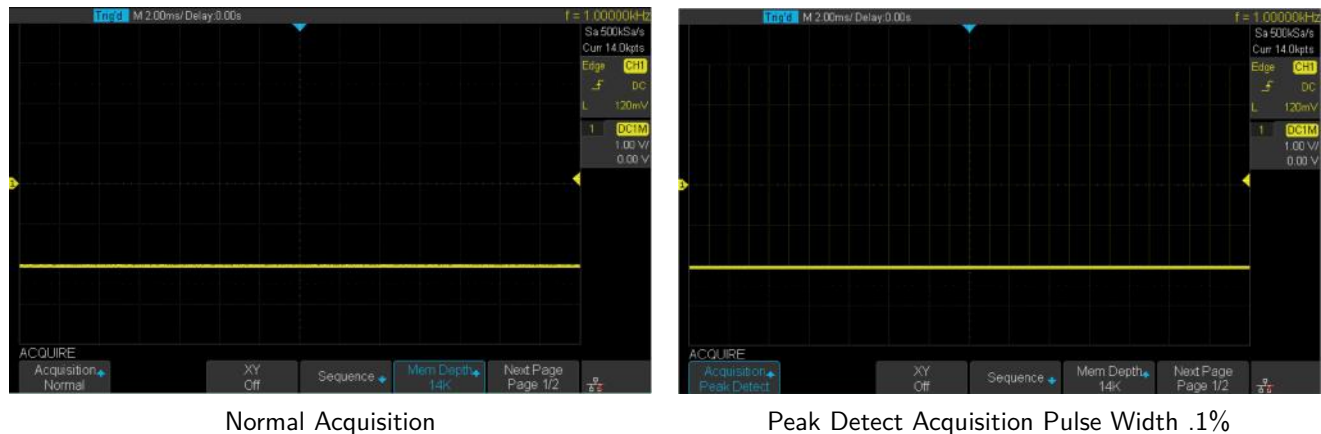 Trig'd M 2.00ms/ Delay:0.00s f = 1.00000kHz
Sa 500kSa/s
Curr 14.0kpts
Edge CH1
DC
L 120mV
1 DC1M
1.00 V/
0.00 V
1
ACQUIRE
Acquisition
Normal
XY
Off
Sequence
Mem Depth
14K
Next Page
Page 1/2
Normal Acquisition
Trig'd M 2.00ms/ Delay:0.00s f = 1.00000kHz
Sa 500kSa/s
Curr 14.0kpts
Edge CH1
DC
L 120mV
1 DC1M
1.00 V/
0.00 V
1
ACQUIRE
Acquisition
Peak Detect
XY
Off
Sequence
Mem Depth
14K
Next Page
Page 1/2
Peak Detect Acquisition Pulse Width .1%